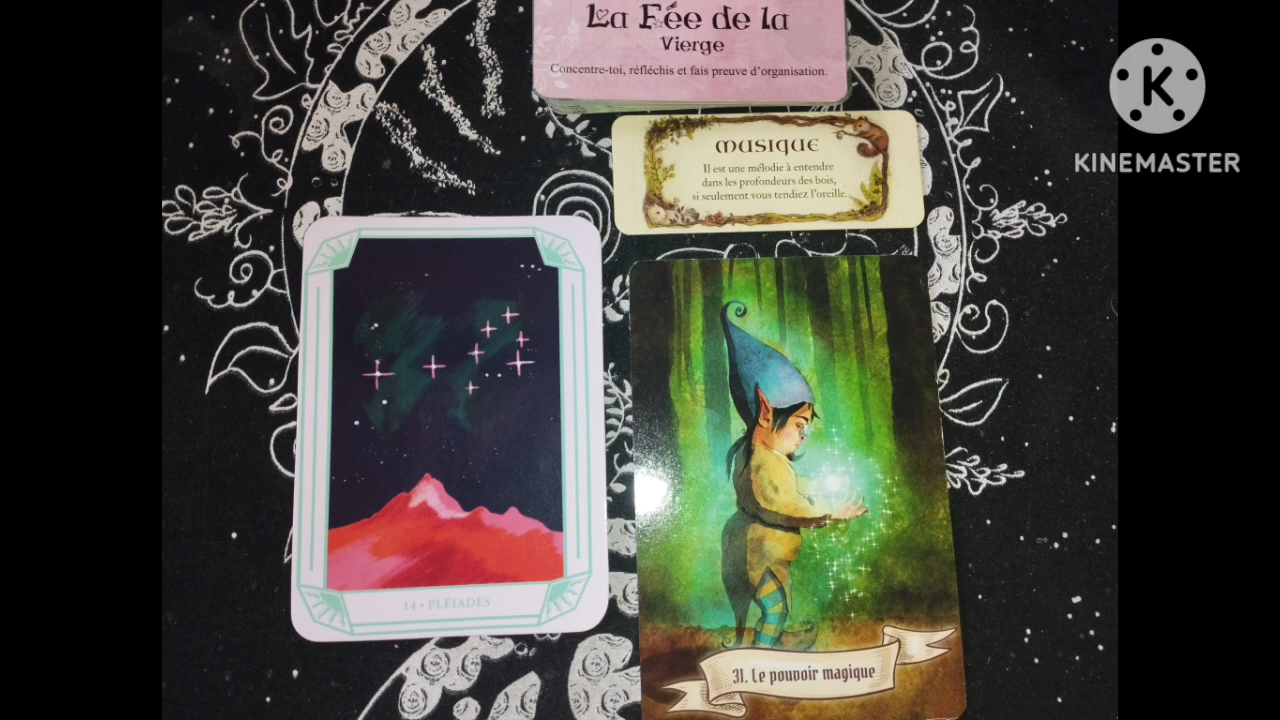 La Fée de la
Vierge
Concentre-toi, réfléchis et fais preuve d'organisation.
K
KINEMASTER
musique
Il est une mélodie à entendre
dans les profondeurs des bois,
si seulement vous tendiez l'oreille.
14 • PLÉIADES
31. Le pouvoir magique